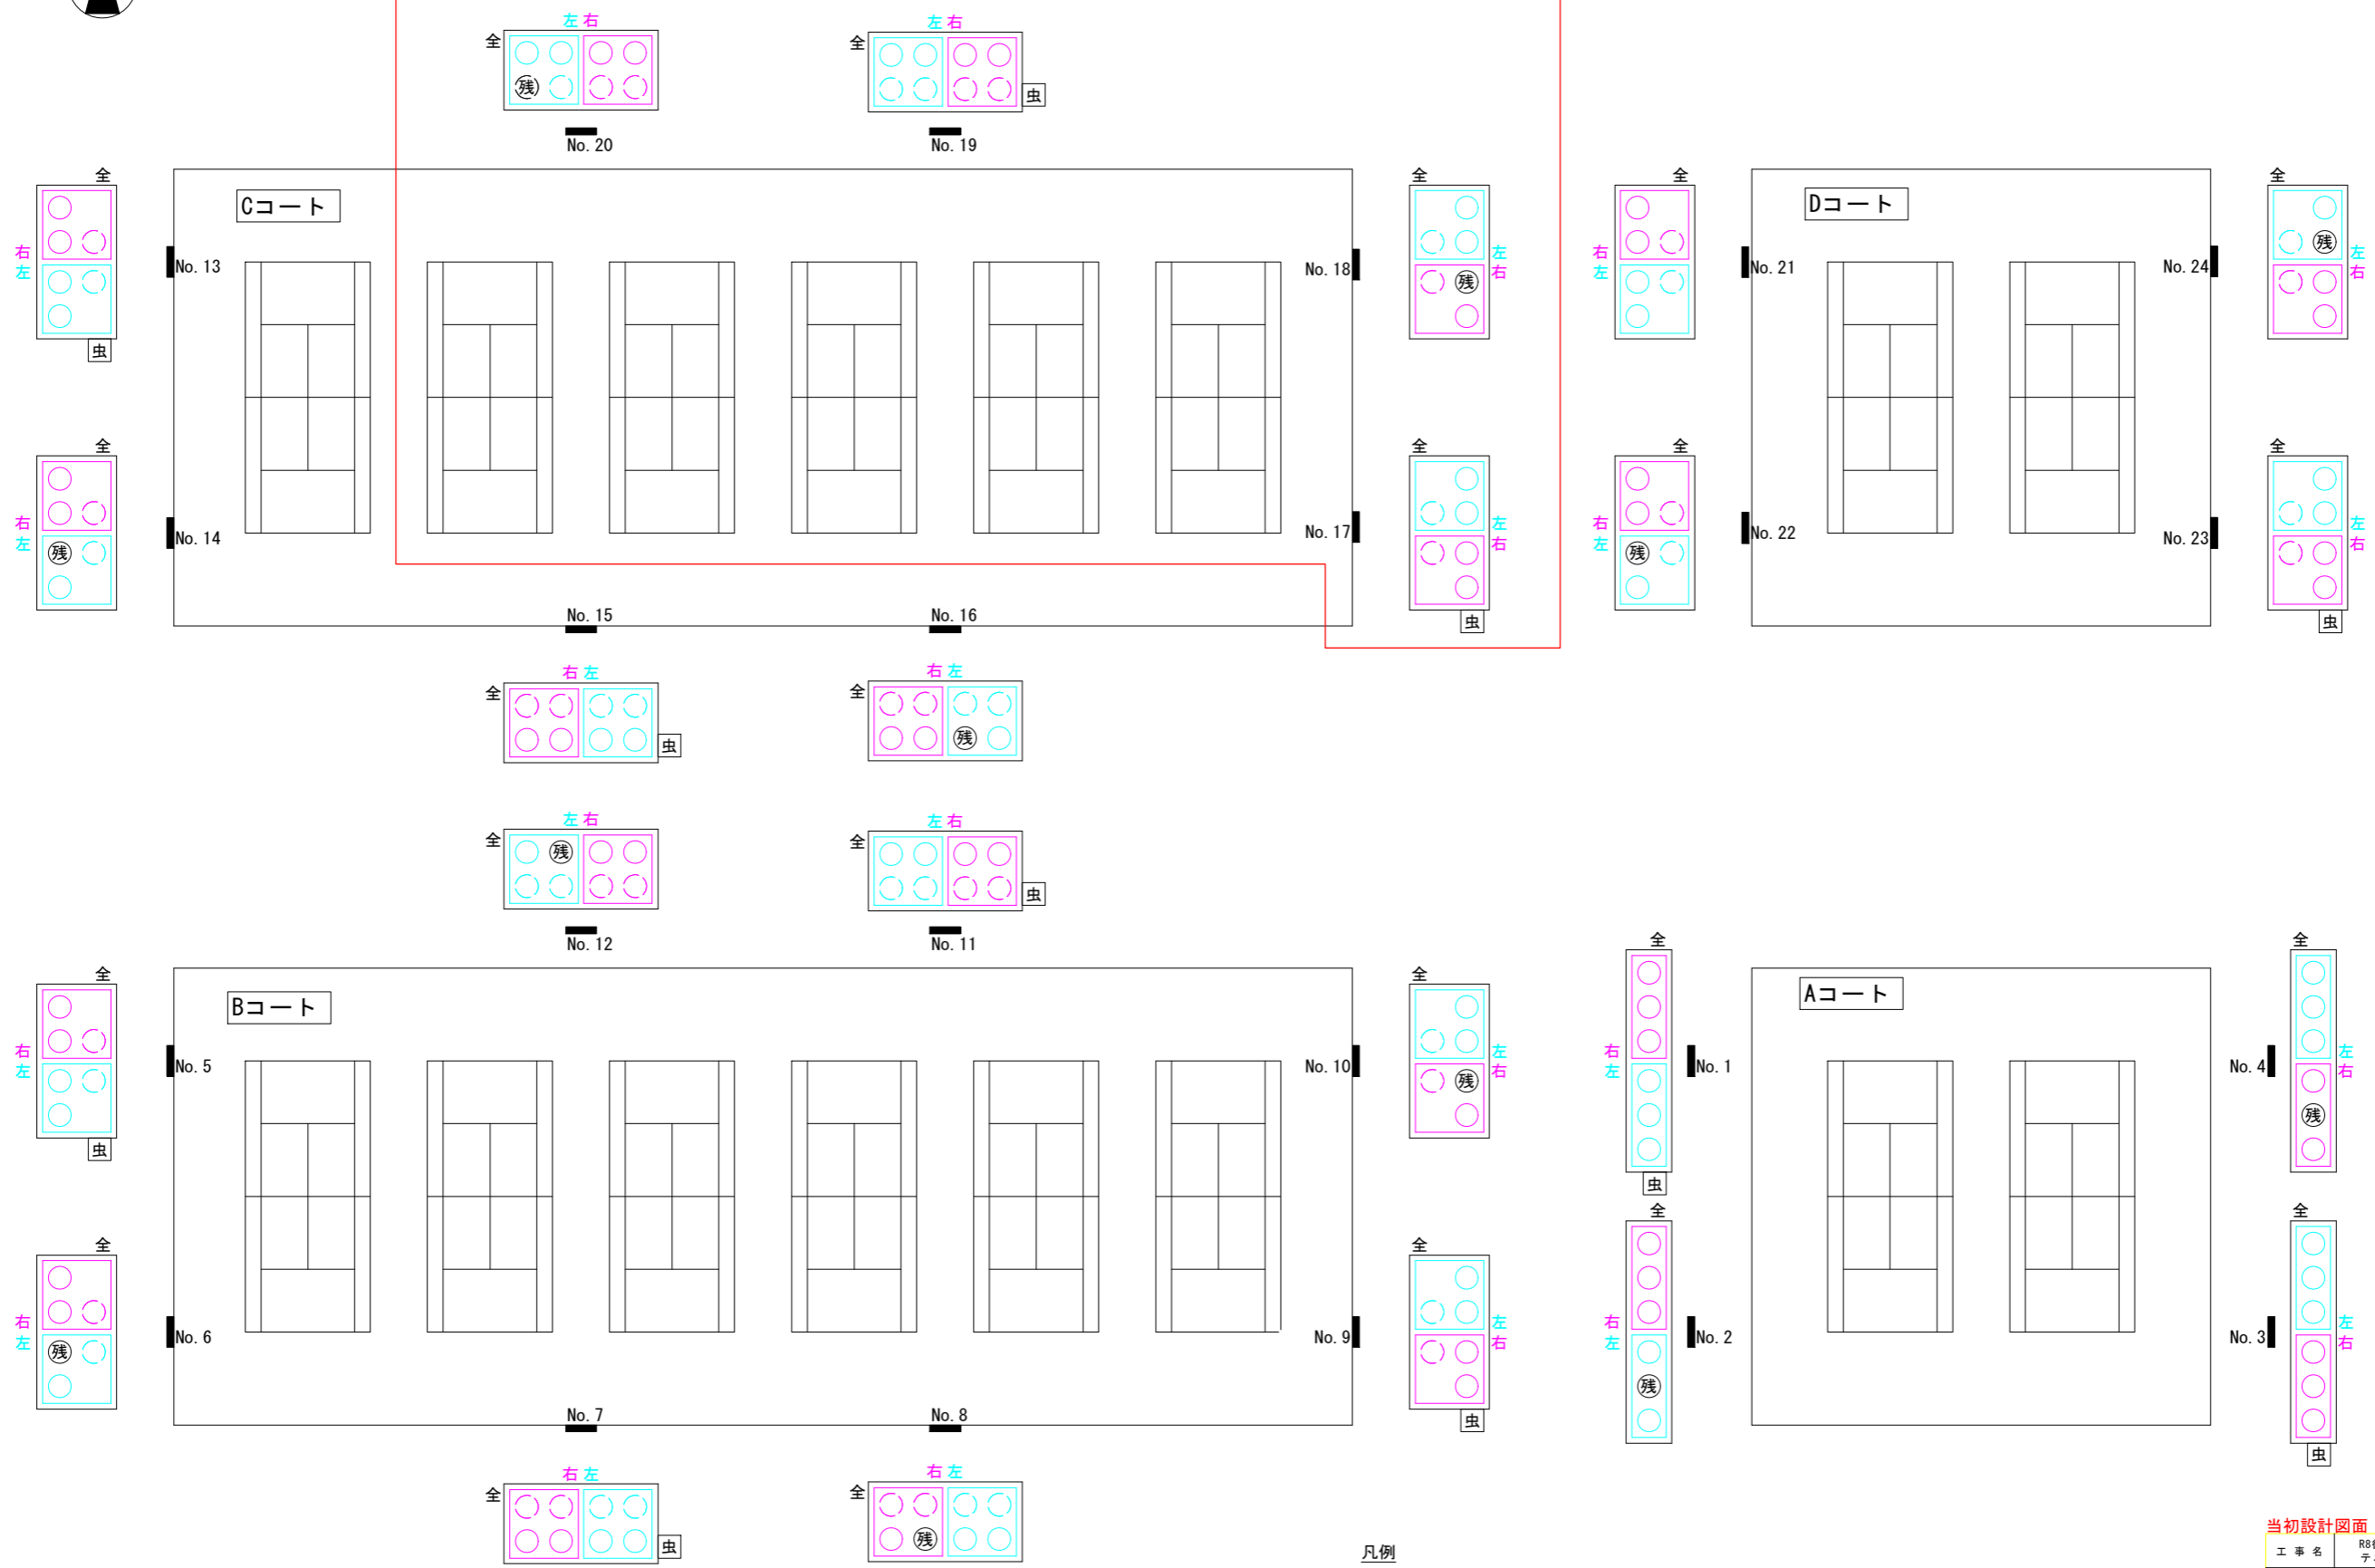 左右
全
残
No. 20
左右
全
虫
No. 19
全
右
左
虫
No. 13
Cコート
No. 18
全
左
右
残
全
右
左
No. 21
Dコート
No. 24
全
残
左
右
全
右
左
残
No. 14
No. 17
全
左
右
虫
全
右
左
残
No. 22
No. 23
全
左
右
虫
No. 15
右左
全
虫
No. 16
右左
全
残
左右
全
残
No. 12
左右
全
虫
No. 11
全
右
左
虫
No. 5
Bコート
No. 10
全
左
右
残
全
右
左
虫
No. 1
Aコート
No. 4
全
左
右
残
全
右
左
残
No. 6
No. 9
全
左
右
虫
全
右
左
残
No. 2
No. 3
全
左
右
虫
No. 7
右左
全
虫
No. 8
右左
全
残
凡例
当初設計図面
工事名